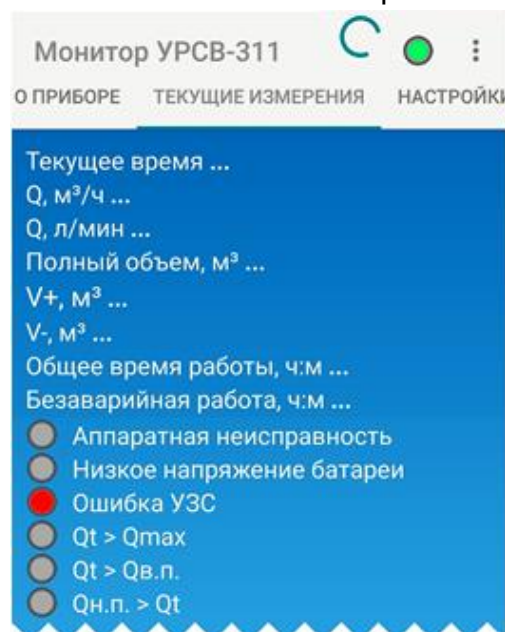 Монитор УРСВ-311
О ПРИБОРЕ ТЕКУЩИЕ ИЗМЕРЕНИЯ НАСТРОЙКИ
Текущее время ...
Q, м³/ч ...
Q, л/мин ...
Полный объем, м³ ...
V+, м³ ...
V-, м³ ...
Общее время работы, ч:м ...
Безаварийная работа, ч:м ...
Аппаратная неисправность
Низкое напряжение батареи
Ошибка УЗС
Qt > Qmax
Qt > Qв.п.
Qн.п. > Qt